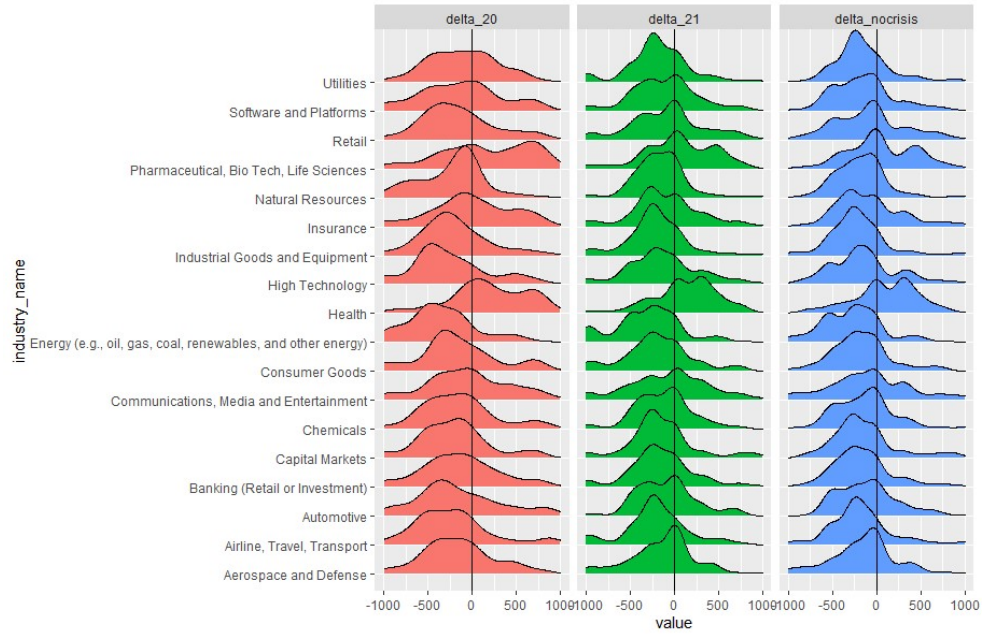 delta_20 delta_21 delta_nocrisis
industry_name
Utilities
Software and Platforms
Retail
Pharmaceutical, Bio Tech, Life Sciences
Natural Resources
Insurance
Industrial Goods and Equipment
High Technology
Health
Energy (e.g., oil, gas, coal, renewables, and other energy)
Consumer Goods
Communications, Media and Entertainment
Chemicals
Capital Markets
Banking (Retail or Investment)
Automotive
Airline, Travel, Transport
Aerospace and Defense
-1000 -500 0 500 1000 -1000 -500 0 500 1000 -1000 -500 0 500 1000
value